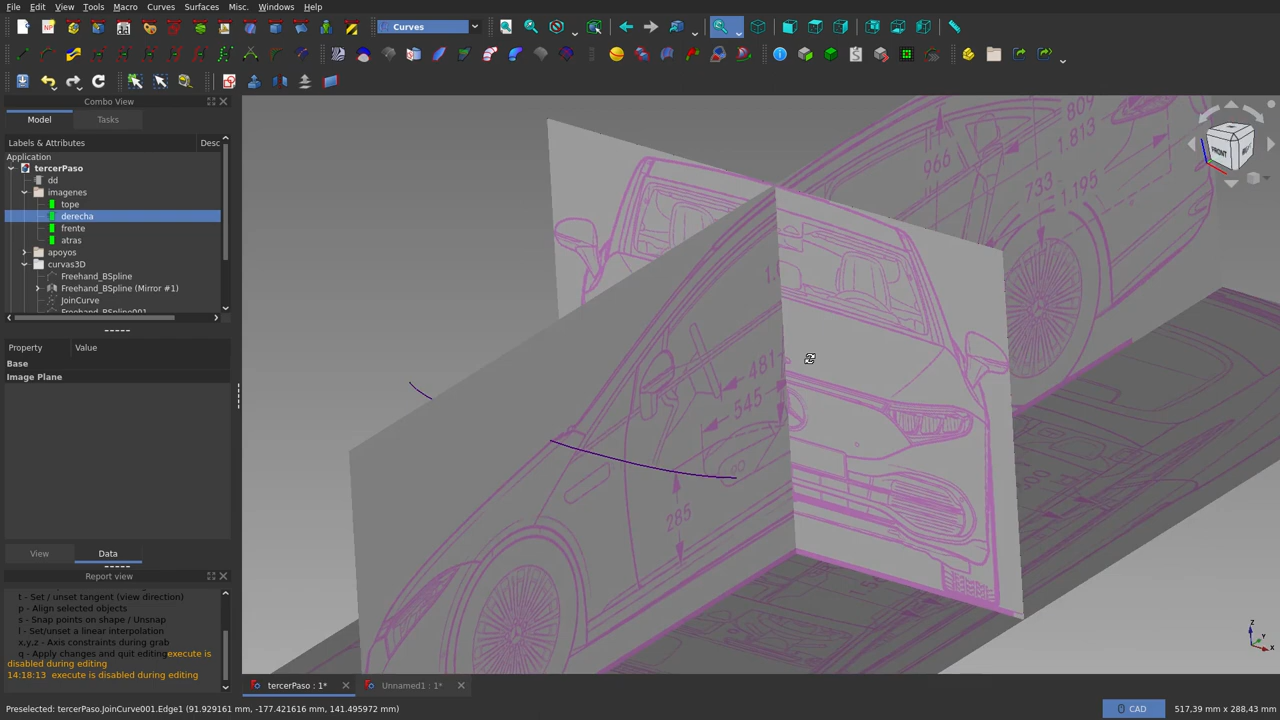 File Edit View Tools Macro Curves Surfaces Misc. Windows Help
Curves
Combo View
Model Tasks
Labels & Attributes Desc
Application
tercerPaso
dd
imagenes
tope
derecha
frente
atras
apoyos
curvas3D
Freehand_BSpline
Freehand_BSpline (Mirror #1)
JoinCurve
Freehand_BSpline001
Property Value
Base
Image Plane
View Data
Report view
t - Set / unset tangent (view direction)
p - Align selected objects
s - Snap points on shape / Unsnap
l - Set/unset a linear interpolation
x,y,z - Axis constraints during grab
q - Apply changes and quit editingexecute is
disabled during editing
14:18:13 execute is disabled during editing
809
1.813
990
733
1.195
481
545
285
FRONT
Z
Y
X
tercerPaso : 1* Unnamed1 : 1*
Preselected: tercerPaso.JoinCurve001.Edge1 (91.929161 mm, -177.421616 mm, 141.495972 mm) CAD 517,39 mm x 288,43 mm